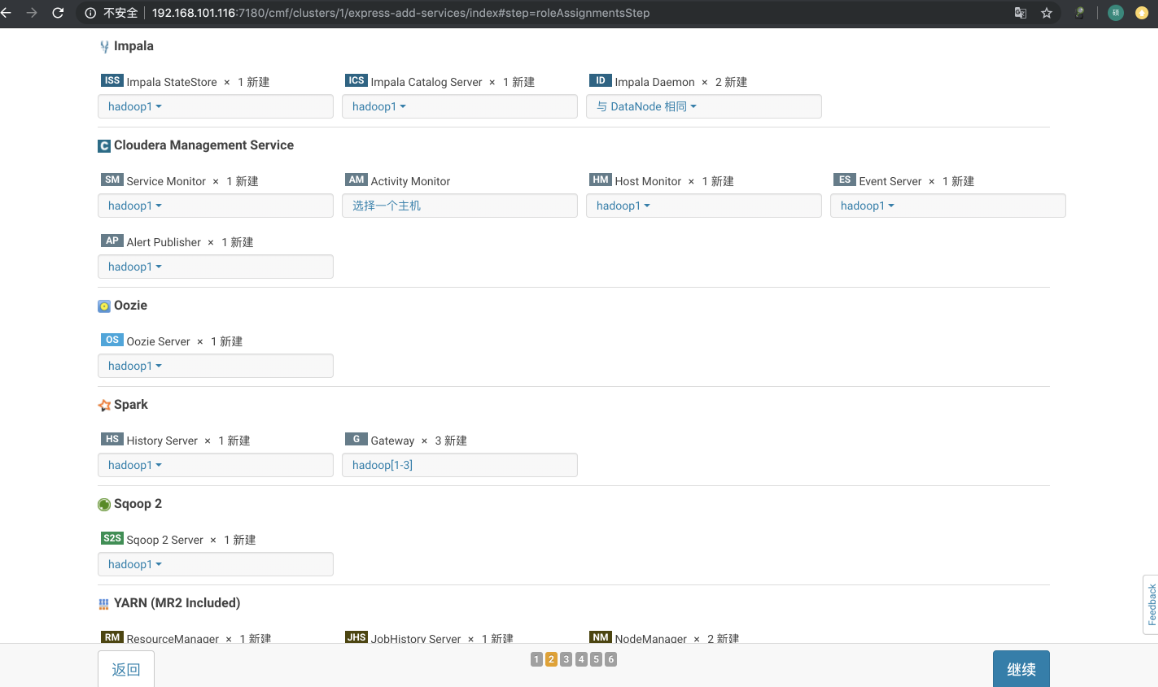 不安全 192.168.101.116:7180/cmf/clusters/1/express-add-services/index#step=roleAssignmentsStep
Impala
ISS Impala StateStore × 1 新建 ICS Impala Catalog Server × 1 新建 ID Impala Daemon × 2 新建
hadoop1 hadoop1 与 DataNode 相同
C Cloudera Management Service
SM Service Monitor × 1 新建 AM Activity Monitor HM Host Monitor × 1 新建 ES Event Server × 1 新建
hadoop1 选择一个主机 hadoop1 hadoop1
AP Alert Publisher × 1 新建
hadoop1
Oozie
OS Oozie Server × 1 新建
hadoop1
Spark
HS History Server × 1 新建 G Gateway × 3 新建
hadoop1 hadoop[1-3]
Sqoop 2
S2S Sqoop 2 Server × 1 新建
hadoop1
Feedback
YARN (MR2 Included)
RM ResourceManager × 1 新建 JHS JobHistory Server × 1 新建 NM NodeManager × 2 新建
返回 1 2 3 4 5 6 继续